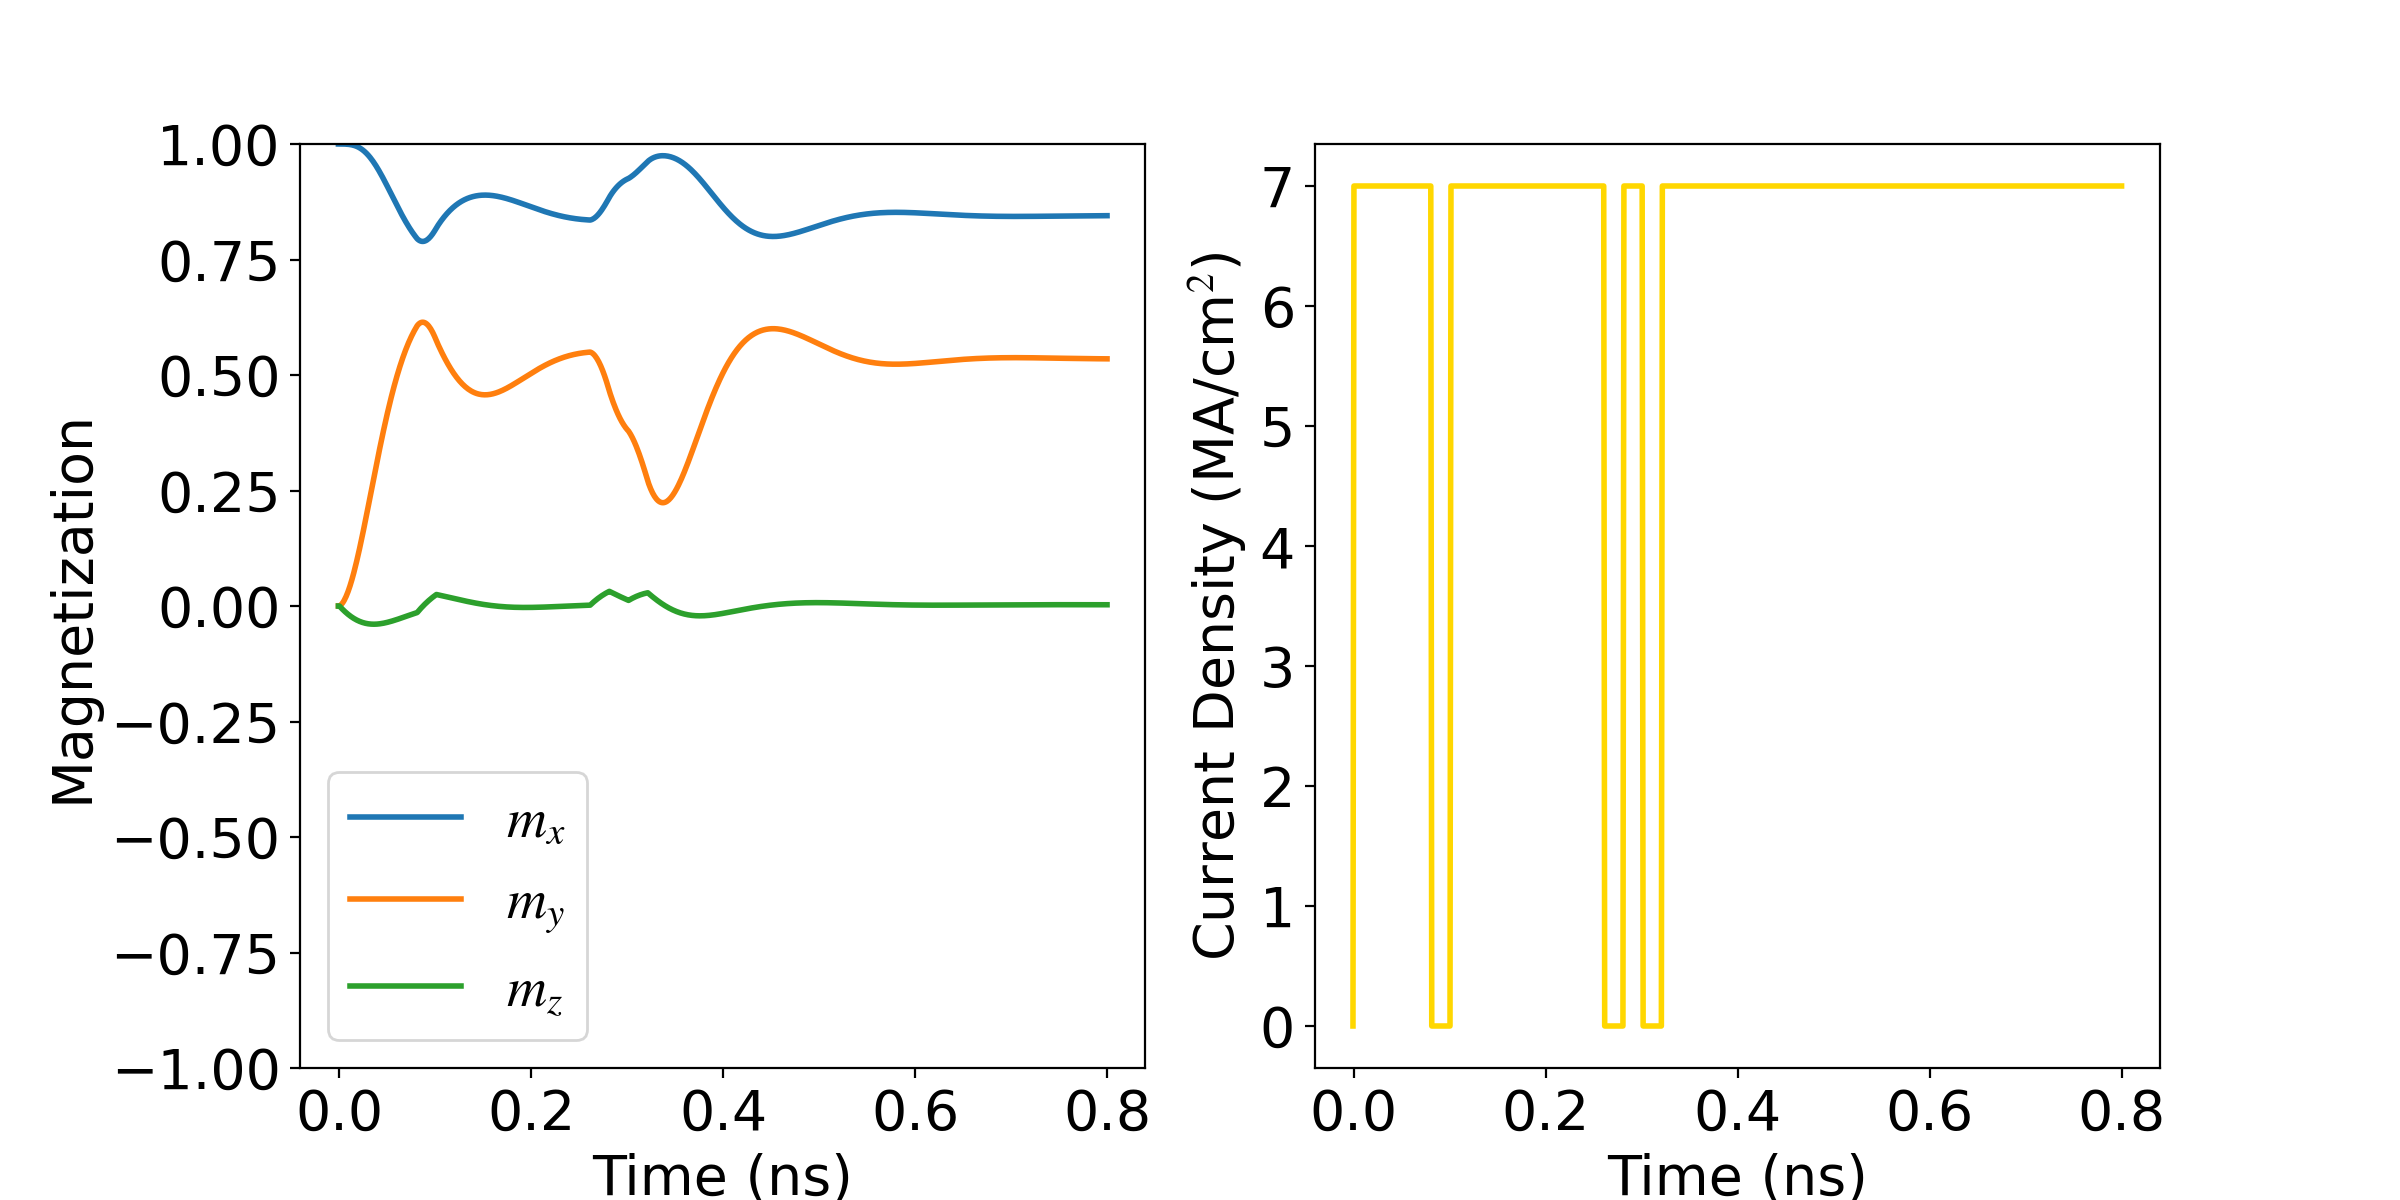 1.00
0.75
0.50
0.25
0.00
−0.25
−0.50
−0.75
−1.00
Magnetization
m_x
m_y
m_z
0.0 0.2 0.4 0.6 0.8
Time (ns)
7
6
5
4
3
2
1
0
Current Density (MA/cm²)
0.0 0.2 0.4 0.6 0.8
Time (ns)